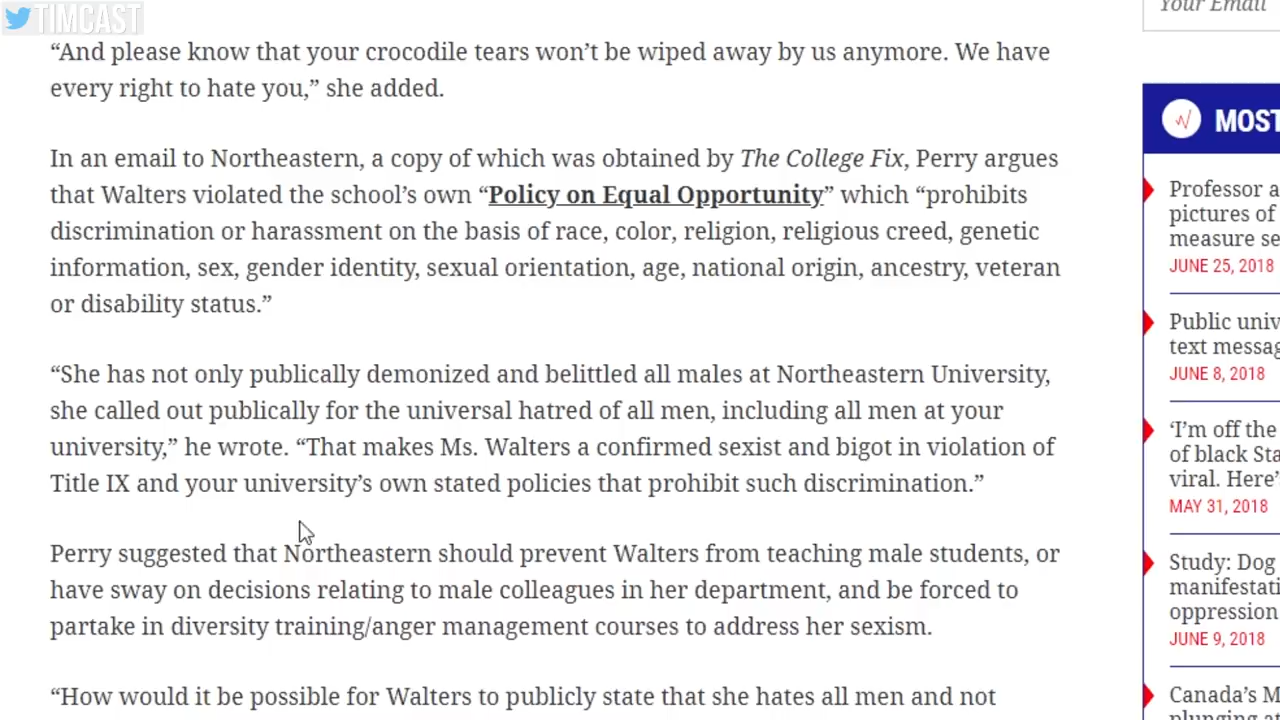 TIMCAST
Your Email
“And please know that your crocodile tears won’t be wiped away by us anymore. We have
every right to hate you,” she added.
In an email to Northeastern, a copy of which was obtained by The College Fix, Perry argues
that Walters violated the school’s own “Policy on Equal Opportunity” which “prohibits
discrimination or harassment on the basis of race, color, religion, religious creed, genetic
information, sex, gender identity, sexual orientation, age, national origin, ancestry, veteran
or disability status.”
“She has not only publically demonized and belittled all males at Northeastern University,
she called out publically for the universal hatred of all men, including all men at your
university,” he wrote. “That makes Ms. Walters a confirmed sexist and bigot in violation of
Title IX and your university’s own stated policies that prohibit such discrimination.”
Perry suggested that Northeastern should prevent Walters from teaching male students, or
have sway on decisions relating to male colleagues in her department, and be forced to
partake in diversity training/anger management courses to address her sexism.
“How would it be possible for Walters to publicly state that she hates all men and not
MOST
Professor a
pictures of
measure se
JUNE 25, 2018
Public univ
text messag
JUNE 8, 2018
‘I’m off the
of black Sta
viral. Here’
MAY 31, 2018
Study: Dog
manifestati
oppression
JUNE 9, 2018
Canada’s M
plunging at